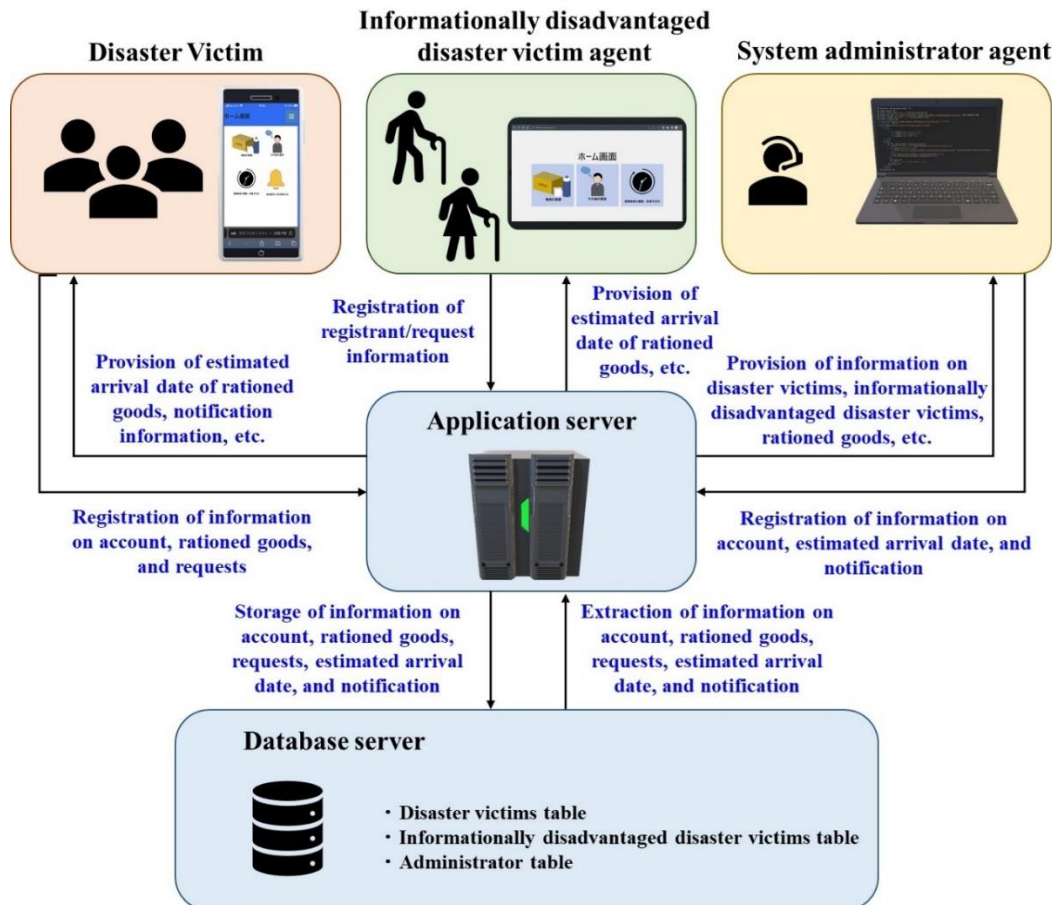 Disaster Victim
Informationally disadvantaged
disaster victim agent
System administrator agent
ホーム画面
ホーム画面
Registration of
registrant/request
information
Provision of
estimated arrival
date of rationed
goods, etc.
Provision of estimated
arrival date of rationed
goods, notification
information, etc.
Provision of information on
disaster victims, informationally
disadvantaged disaster victims,
rationed goods, etc.
Application server
Registration of information
on account, rationed goods,
and requests
Registration of information on
account, estimated arrival date, and
notification
Storage of information on
account, rationed goods,
requests, estimated arrival
date, and notification
Extraction of information on
account, rationed goods,
requests, estimated arrival
date, and notification
Database server
・Disaster victims table
・Informationally disadvantaged disaster victims table
・Administrator table